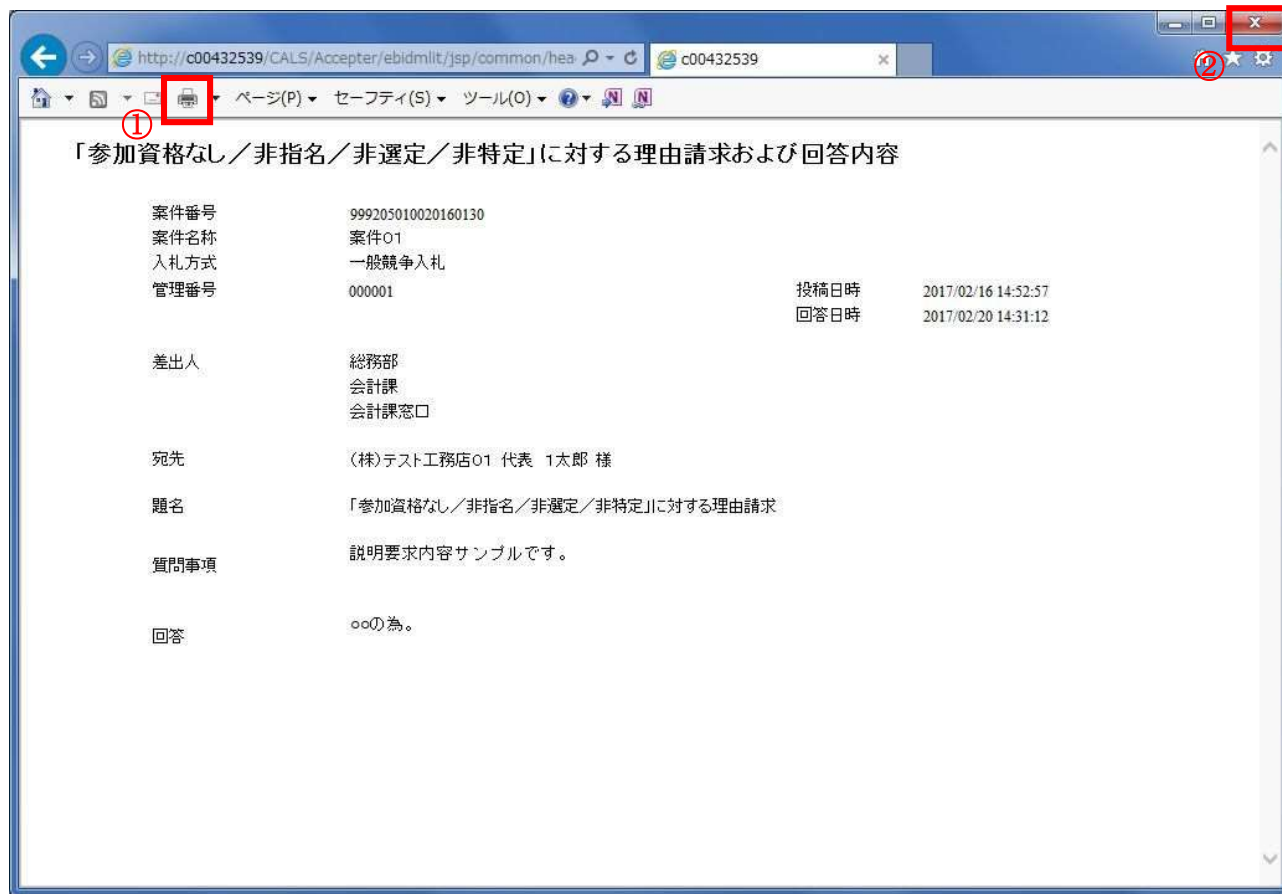 http://c00432539/CALS/Accepter/ebidmlit/jsp/common/hea
c00432539
②
ページ(P)
セーフティ(S)
ツール(O)
①
「参加資格なし／非指名／非選定／非特定」に対する理由請求および回答内容
案件番号 999205010020160130
案件名称 案件01
入札方式 一般競争入札
管理番号 000001 投稿日時 2017/02/16 14:52:57
回答日時 2017/02/20 14:31:12
差出人 総務部
会計課
会計課窓口
宛先 (株)テスト工務店01 代表 1太郎 様
題名 「参加資格なし／非指名／非選定／非特定」に対する理由請求
質問事項 説明要求内容サンプルです。
回答 ○○の為。